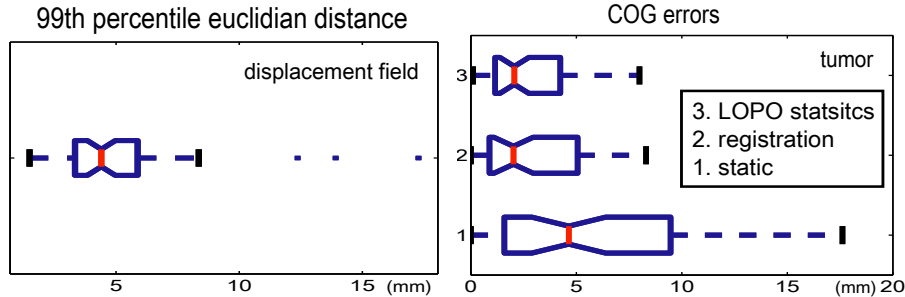 99th percentile euclidian distance
displacement field
5
10
15
(mm)
COG errors
tumor
3
2
1
3. LOPO statsitcs
2. registration
1. static
0
5
10
(mm)
20